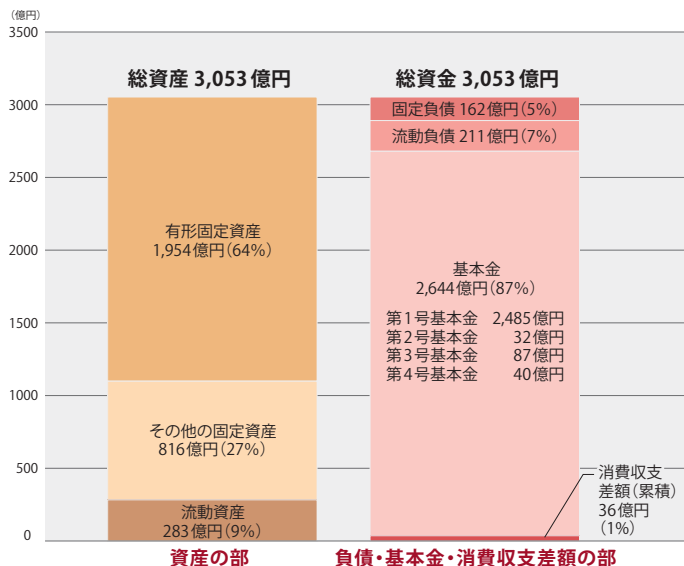 （億円）
3500
3000
2500
2000
1500
1000
500
0
総資産 3,053億円
有形固定資産
1,954億円（64%）
その他の固定資産
816億円（27%）
流動資産
283億円（9%）
資産の部
総資金 3,053億円
固定負債 162億円（5%）
流動負債 211億円（7%）
基本金
2,644億円（87%）
第1号基本金 2,485億円
第2号基本金 32億円
第3号基本金 87億円
第4号基本金 40億円
消費収支
差額（累積）
36億円
（1%）
負債・基本金・消費収支差額の部